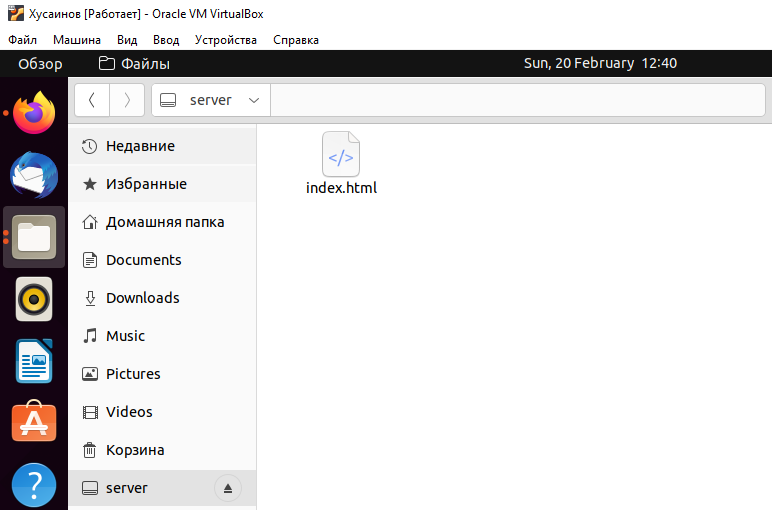 Хусаинов [Работает] - Oracle VM VirtualBox
Файл Машина Вид Ввод Устройства Справка
Обзор Файлы Sun, 20 February 12:40
server
Недавние
Избранные
Домашняя папка
Documents
Downloads
Music
Pictures
Videos
Корзина
server
</>
index.html
?